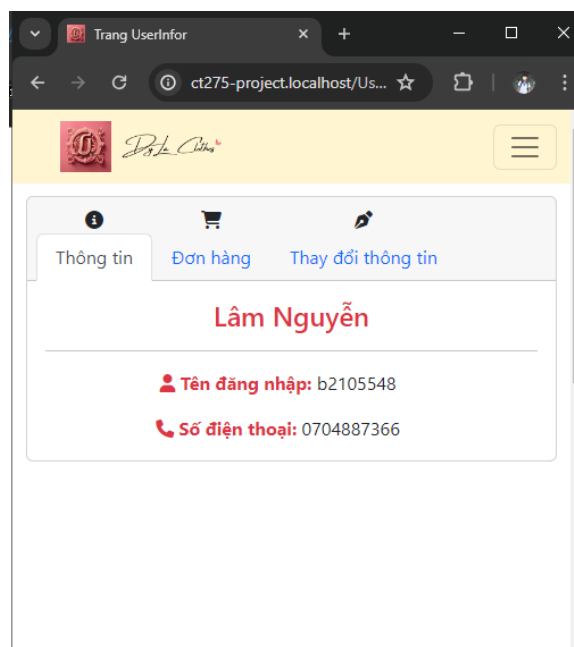 Trang UserInfor
ct275-project.localhost/Us...
Thông tin
Đơn hàng
Thay đổi thông tin
Lâm Nguyễn
Tên đăng nhập: b2105548
Số điện thoại: 0704887366